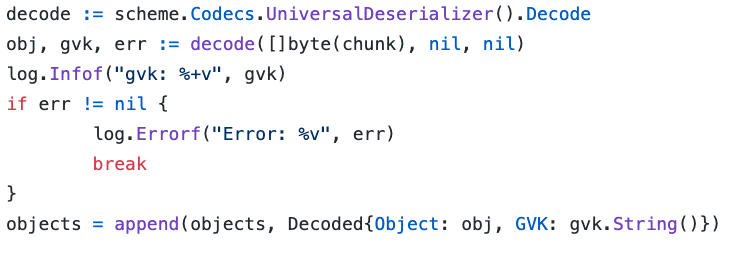 decode := scheme.Codecs.UniversalDeserializer().Decode
obj, gvk, err := decode([]byte(chunk), nil, nil)
log.Infof("gvk: %+v", gvk)
if err != nil {
        log.Errorf("Error: %v", err)
        break
}
objects = append(objects, Decoded{Object: obj, GVK: gvk.String()})